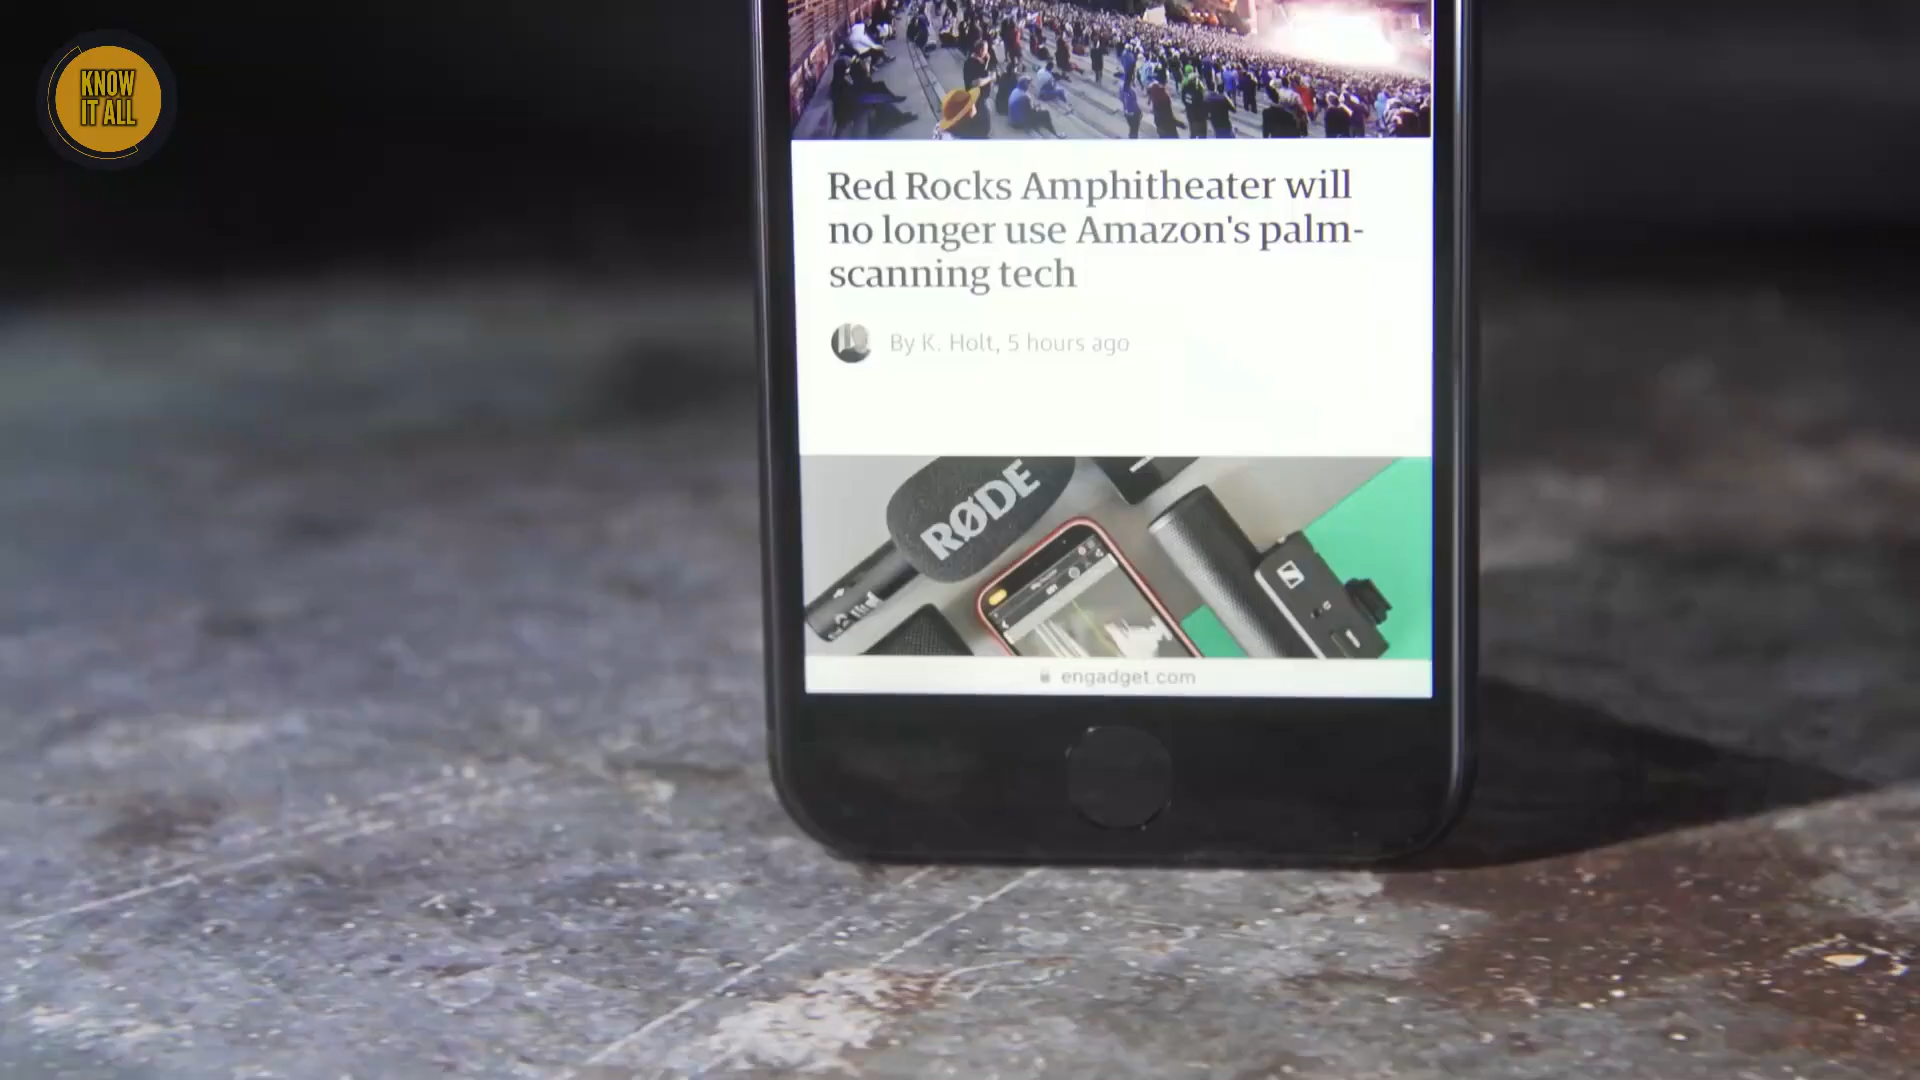 KNOW
IT ALL
Red Rocks Amphitheater will
no longer use Amazon's palm-
scanning tech
By K. Holt, 5 hours ago
RØDE
engadget.com